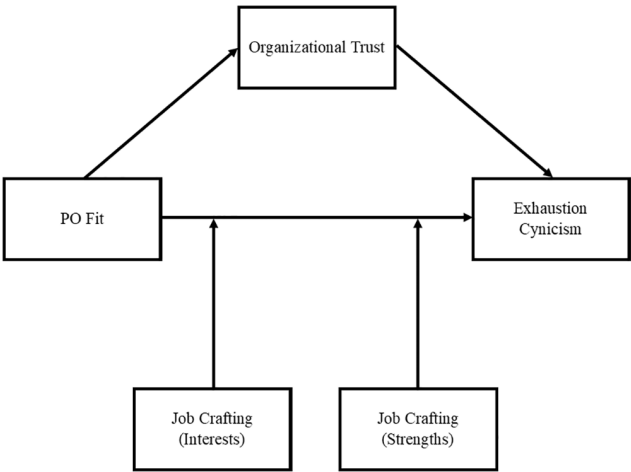 Organizational Trust
PO Fit
Exhaustion
Cynicism
Job Crafting
(Interests)
Job Crafting
(Strengths)